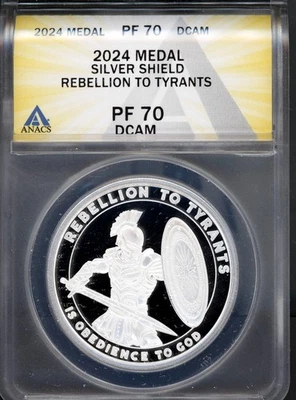 2024 MEDAL PF 70 DCAM
2024 MEDAL
SILVER SHIELD
REBELLION TO TYRANTS
ANACS
PF 70
DCAM
REBELLION TO TYRANTS
IS OBEDIENCE TO GOD